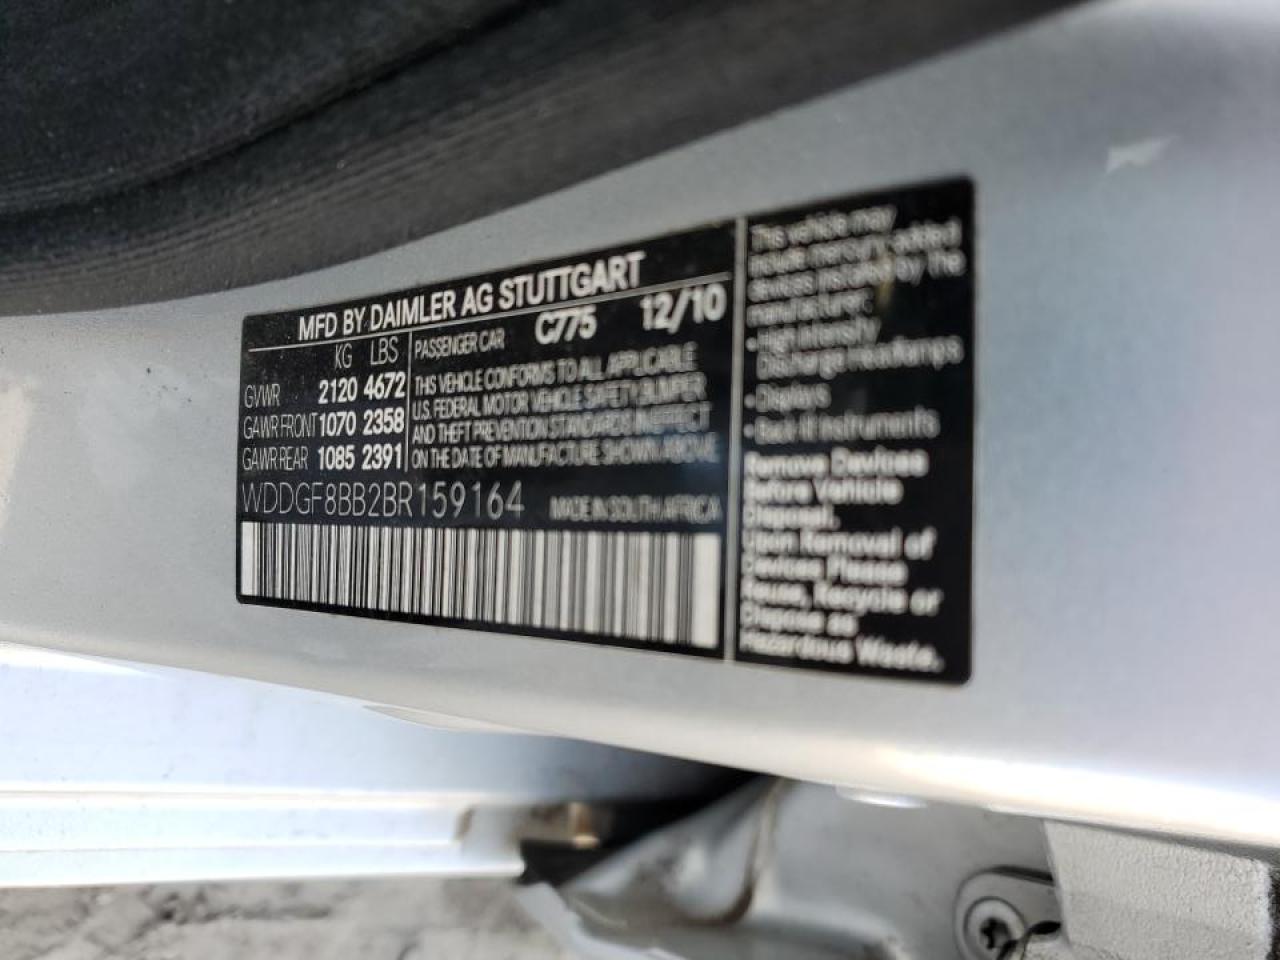 MFD BY DAIMLER AG STUTTGART
KG LBS
GVWR 2120 4672
GAWR FRONT 1070 2358
GAWR REAR 1085 2391
PASSENGER CAR C775 12/10
THIS VEHICLE CONFORMS TO ALL APPLICABLE
U.S. FEDERAL MOTOR VEHICLE SAFETY BUMPER
AND THEFT PREVENTION STANDARDS IN EFFECT
ON THE DATE OF MANUFACTURE SHOWN ABOVE
WDDGF8BB2BR159164 MADE IN SOUTH AFRICA
This vehicle may
include mercury added
devices installed by the
manufacturer:
• High Intensity
Discharge Headlamps
• Displays
• Back lit Instruments
Remove Devices
Before Vehicle
Disposal.
Upon Removal of
Devices Please
Reuse, Recycle or
Dispose as
Hazardous Waste.